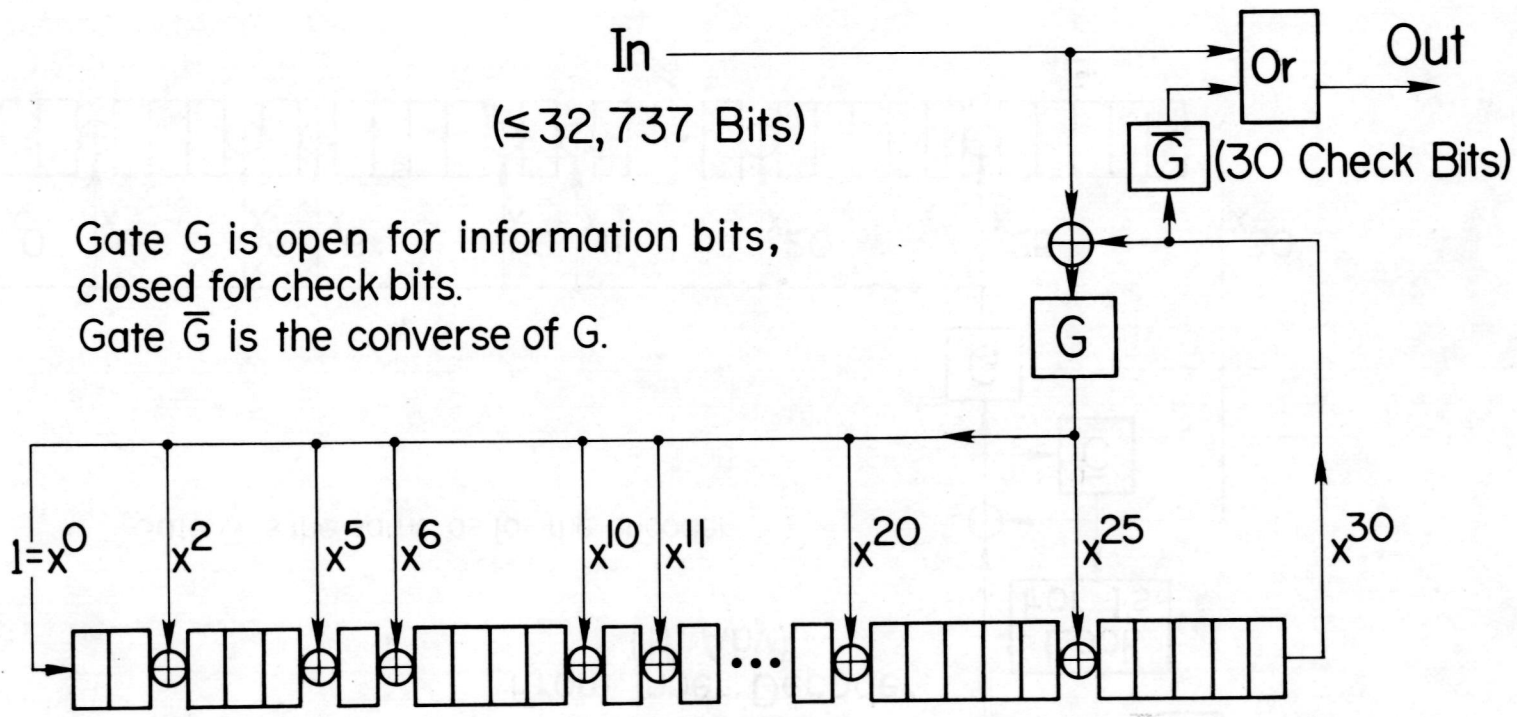 In
Or
Out
(≤32,737 Bits)
G̅
(30 Check Bits)
Gate G is open for information bits,
closed for check bits.
Gate G̅ is the converse of G.
G
1=x⁰
x²
x⁵
x⁶
x¹⁰
x¹¹
x²⁰
x²⁵
x³⁰